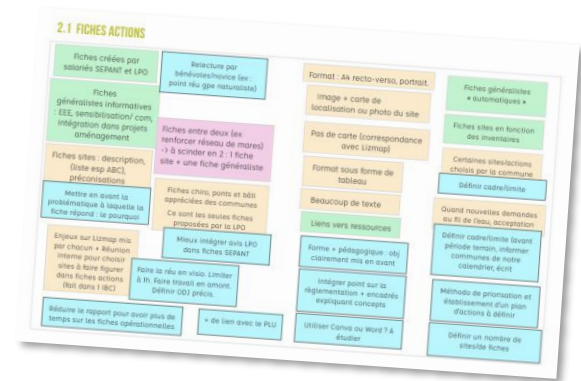 2.1 FICHES ACTIONS
Fiches créées par
salariés SEPANT et LPO
Fiches
généralistes informatives
: EEE, sensibilisation/ com,
intégration dans projets
aménagement
Fiches sites : description,
(liste esp ABC),
préconisations
Mettre en avant la
problématique à laquelle la
fiche répond : le pourquoi
Enjeux sur Lizmap mis
par chacun + Réunion
interne pour choisir
sites à faire figurer
dans fiches actions
(fait dans 1 IBC)
Réduire le rapport pour avoir plus de
temps sur les fiches opérationnelles
Relecture par
bénévoles/novice (ex :
point réu gpe naturaliste)
Fiches entre deux (ex
renforcer réseau de mares)
-> à scinder en 2 : 1 fiche
site + une fiche généraliste
Fiches chiro, ponts et bâti
appréciées des communes
Ce sont les seules fiches
proposées par la LPO
Mieux intégrer avis LPO
dans fiches SEPANT
Faire la réu en visio. Limiter
à 1h. Faire travail en amont.
Définir ODJ précis.
+ de lien avec le PLU
Format : A4 recto-verso, portrait.
Image + carte de
localisation ou photo du site
Pas de carte (correspondance
avec Lizmap)
Format sous forme de
tableau
Beaucoup de texte
Liens vers ressources
Forme + pédagogique : obj
clairement mis en avant
Intégrer point sur la
règlementation + encadrés
expliquant concepts
Utiliser Canva ou Word ? A
étudier
Fiches généralistes
« automatiques »
Fiches sites en fonction
des inventaires
Certaines sites/actions
choisis par la commune
Définir cadre/limite
Quand nouvelles demandes
au fil de l'eau, acceptation
Définir cadre/limite (avant
période terrain, informer
communes de notre
calendrier, écrit
Méthode de priorisation et
établissement d'un plan
d'actions à définir
Définir un nombre de
sites/de fiches